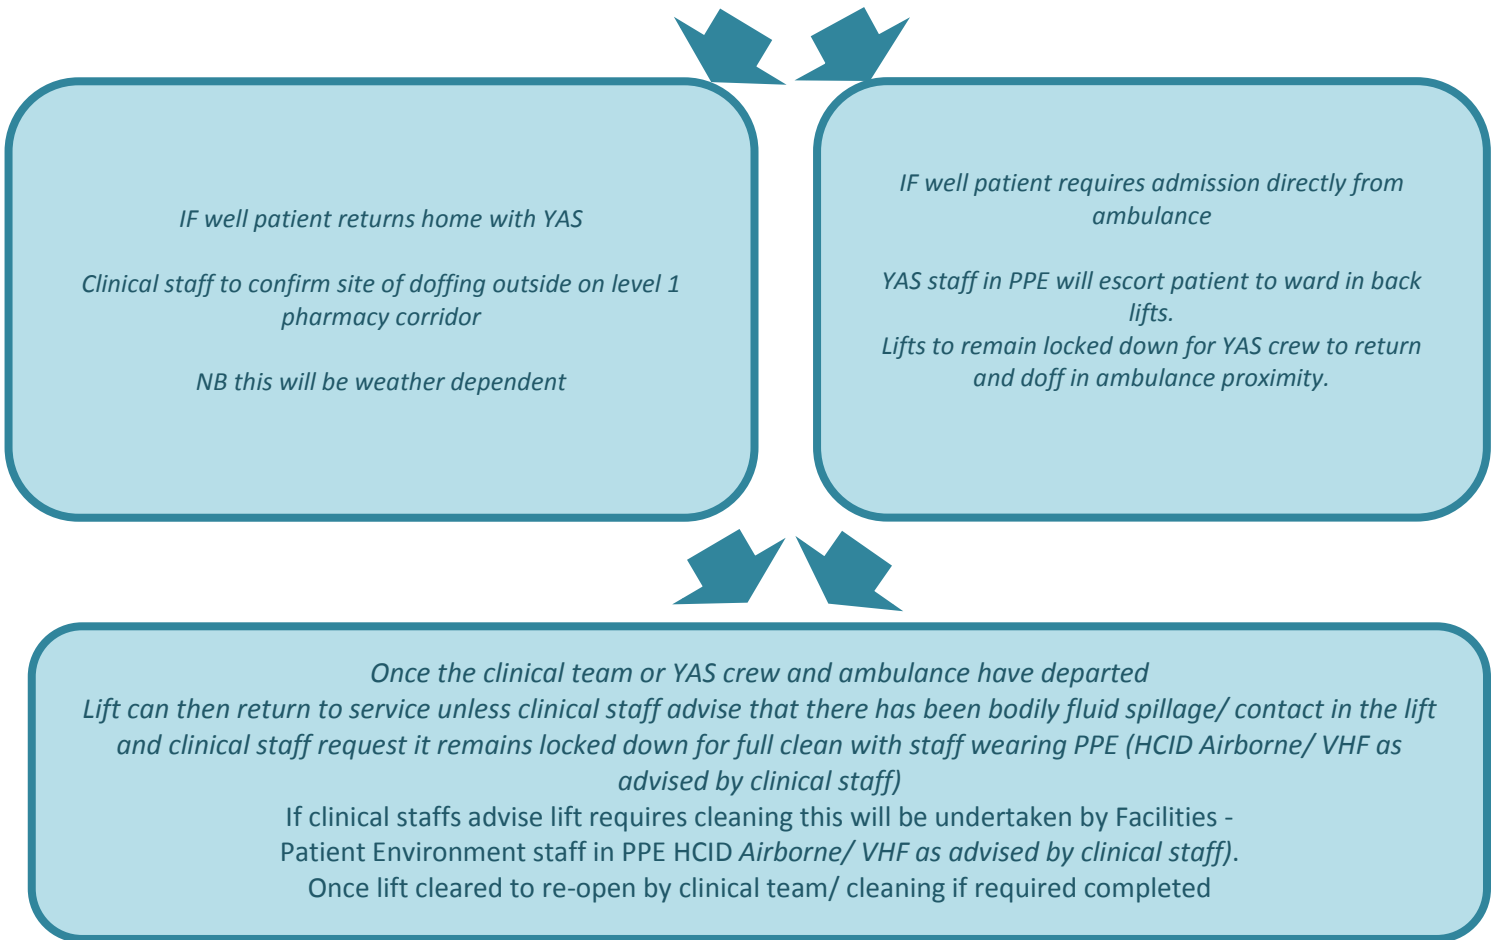 IF well patient returns home with YAS
Clinical staff to confirm site of doffing outside on level 1
pharmacy corridor
NB this will be weather dependent
IF well patient requires admission directly from
ambulance
YAS staff in PPE will escort patient to ward in back
lifts.
Lifts to remain locked down for YAS crew to return
and doff in ambulance proximity.
Once the clinical team or YAS crew and ambulance have departed
Lift can then return to service unless clinical staff advise that there has been bodily fluid spillage/ contact in the lift
and clinical staff request it remains locked down for full clean with staff wearing PPE (HCID Airborne/ VHF as
advised by clinical staff)
If clinical staffs advise lift requires cleaning this will be undertaken by Facilities -
Patient Environment staff in PPE HCID Airborne/ VHF as advised by clinical staff).
Once lift cleared to re-open by clinical team/ cleaning if required completed